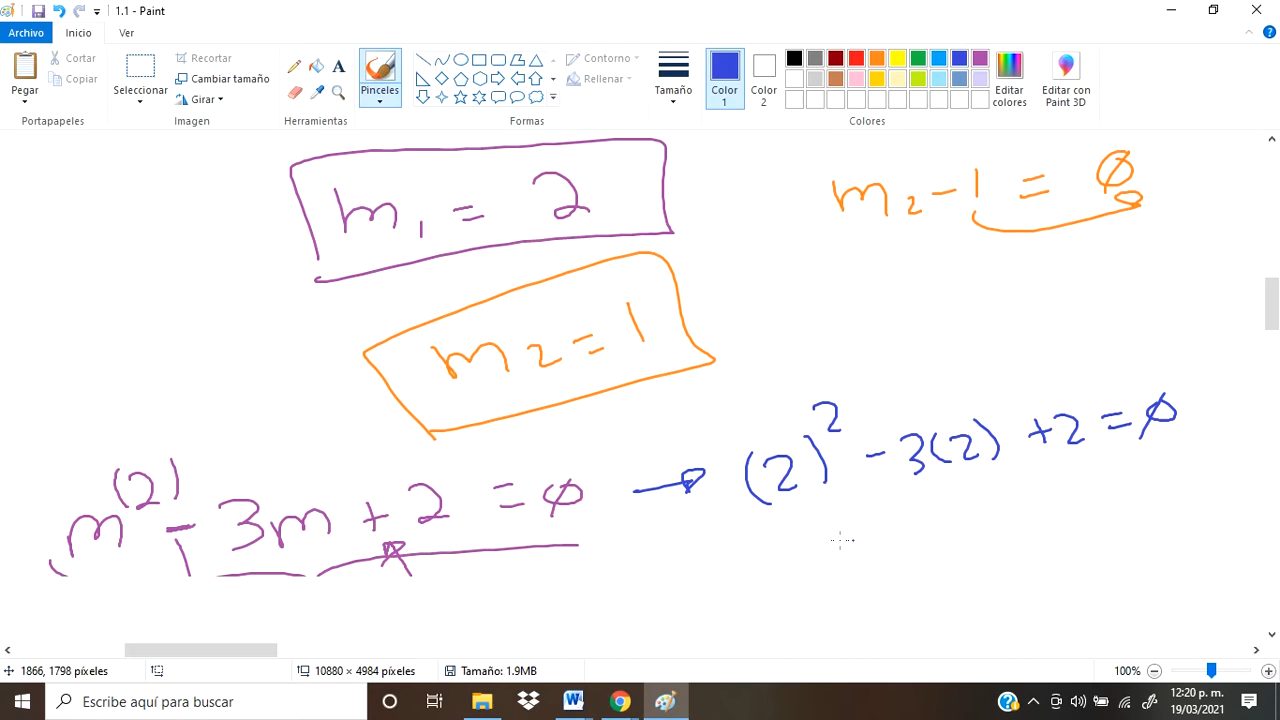 1.1 - Paint
Archivo Inicio Ver
Pegar
Cortar
Copiar
Portapapeles
Seleccionar
Recortar
Cambiar tamaño
Girar
Imagen
A
Herramientas
Pinceles
Contorno
Rellenar
Formas
Tamaño
Color 1
Color 2
Editar colores
Colores
Editar con Paint 3D
m₁ = 2
m₂ - 1 = 0
m₂ = 1
m⁽²⁾ - 3m + 2 = 0 → (2)² - 3(2) + 2 = 0
1866, 1798 píxeles
10880 × 4984 píxeles
Tamaño: 1.9MB
100%
Escribe aquí para buscar
12:20 p. m.
19/03/2021